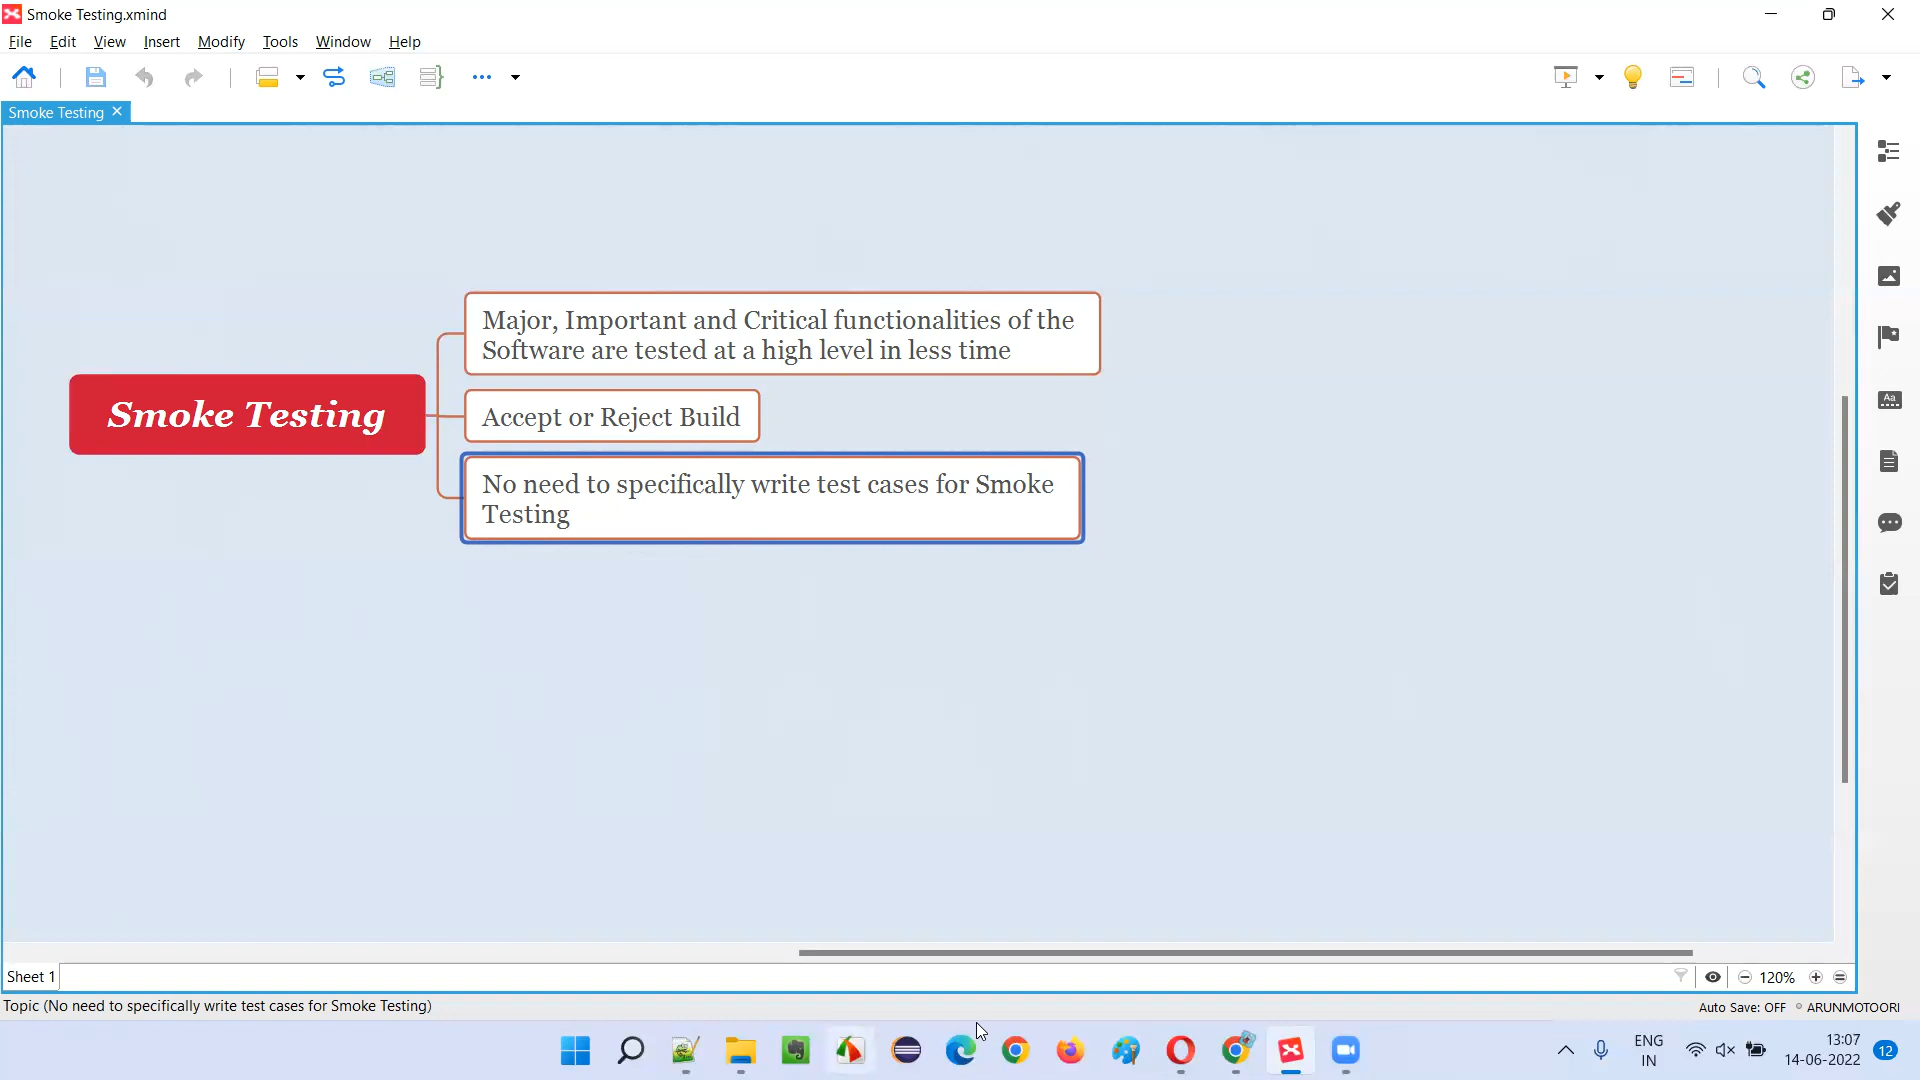 Smoke Testing.xmind
File Edit View Insert Modify Tools Window Help
Smoke Testing
Major, Important and Critical functionalities of the
Software are tested at a high level in less time
Smoke Testing
Accept or Reject Build
No need to specifically write test cases for Smoke
Testing
Aa
Sheet 1
120%
Topic (No need to specifically write test cases for Smoke Testing)
Auto Save: OFF
ARUNMOTOORI
ENG
IN
13:07
14-06-2022
12